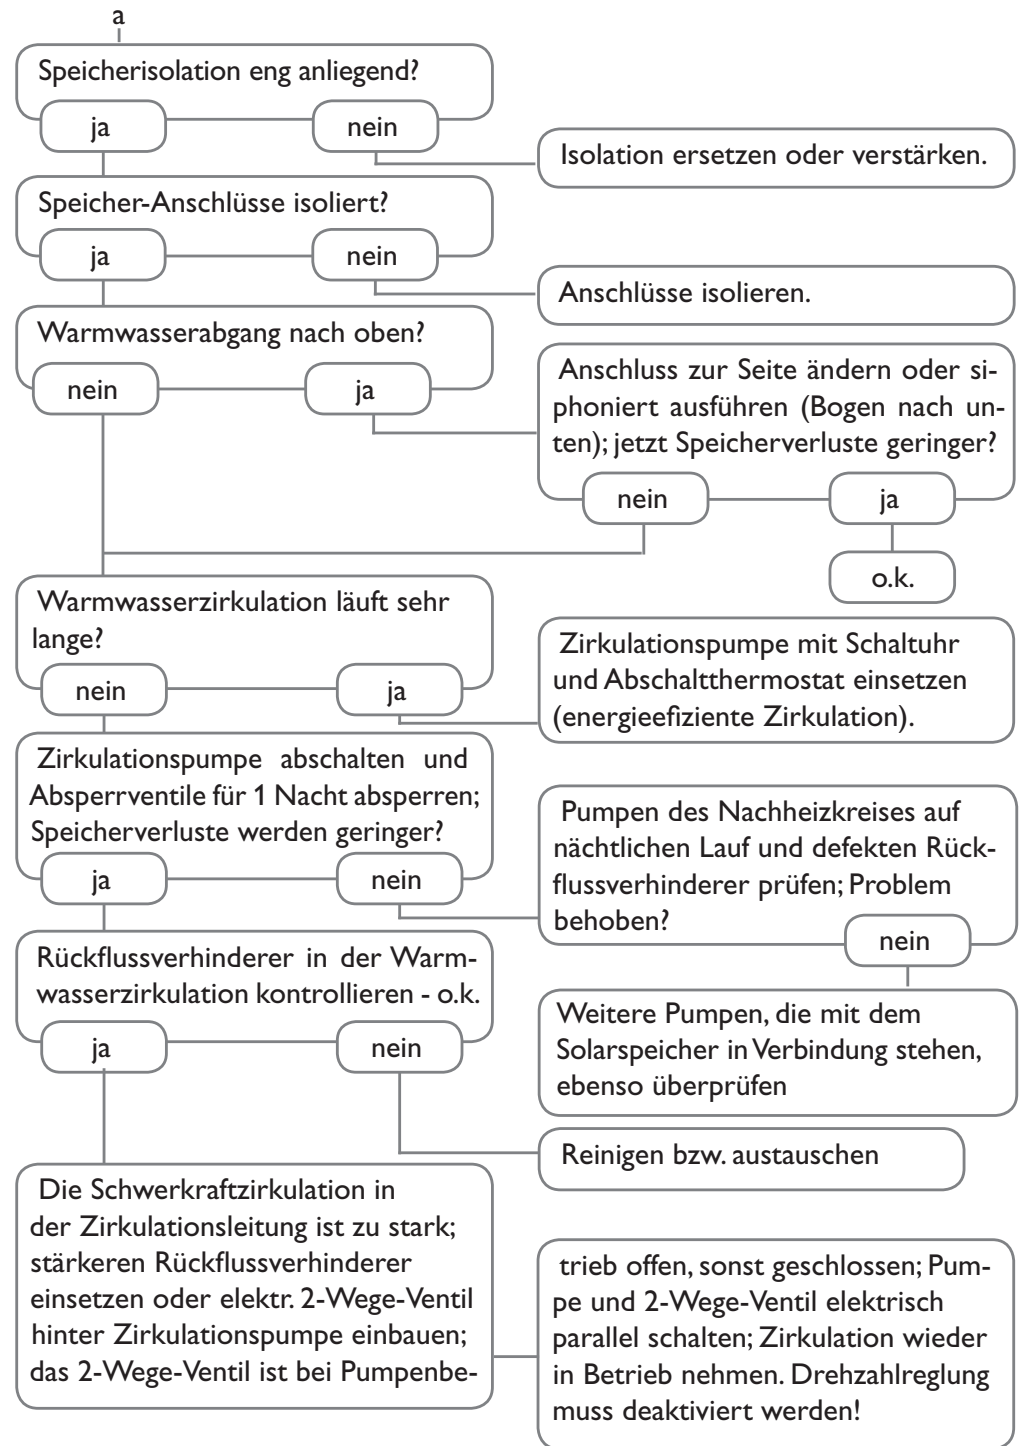 a
Speicherisolation eng anliegend?
ja
nein
Isolation ersetzen oder verstärken.
Speicher-Anschlüsse isoliert?
ja
nein
Anschlüsse isolieren.
Warmwasserabgang nach oben?
nein
ja
Anschluss zur Seite ändern oder si-
phoniert ausführen (Bogen nach un-
ten); jetzt Speicherverluste geringer?
nein
ja
o.k.
Warmwasserzirkulation läuft sehr
lange?
nein
ja
Zirkulationspumpe mit Schaltuhr
und Abschaltthermostat einsetzen
(energieefiziente Zirkulation).
Zirkulationspumpe abschalten und
Absperrventile für 1 Nacht absperren;
Speicherverluste werden geringer?
ja
nein
Pumpen des Nachheizkreises auf
nächtlichen Lauf und defekten Rück-
flussverhinderer prüfen; Problem
behoben?
nein
Weitere Pumpen, die mit dem
Solarspeicher in Verbindung stehen,
ebenso überprüfen
Rückflussverhinderer in der Warm-
wasserzirkulation kontrollieren - o.k.
ja
nein
Reinigen bzw. austauschen
Die Schwerkraftzirkulation in
der Zirkulationsleitung ist zu stark;
stärkeren Rückflussverhinderer
einsetzen oder elektr. 2-Wege-Ventil
hinter Zirkulationspumpe einbauen;
das 2-Wege-Ventil ist bei Pumpenbe-
trieb offen, sonst geschlossen; Pum-
pe und 2-Wege-Ventil elektrisch
parallel schalten; Zirkulation wieder
in Betrieb nehmen. Drehzahlreglung
muss deaktiviert werden!